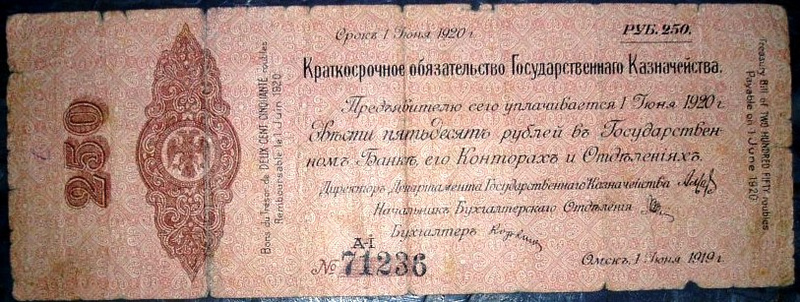 250
Bons du Trésor de DEUX CENT CINQUANTE roubles
Remboursable le 1 Juin 1920
Срокъ 1 Іюня 1920 г.
РУБ. 250.
Краткосрочное обязательство Государственнаго Казначейства.
Предъявителю сего уплачивается 1 Іюня 1920 г.
двѣсти пятьдесятъ рублей въ Государствен-
номъ Банкѣ, его Конторахъ и Отдѣленіяхъ.
Директоръ Департамента Государственнаго Казначейства
Начальникъ Бухгалтерскаго Отдѣленія
Бухгалтеръ
А-І
№ 71236
Омскъ, 1 Іюня 1919 г.
Treasury Bill of TWO HUNDRED FIFTY roubles
Payable on 1 June 1920